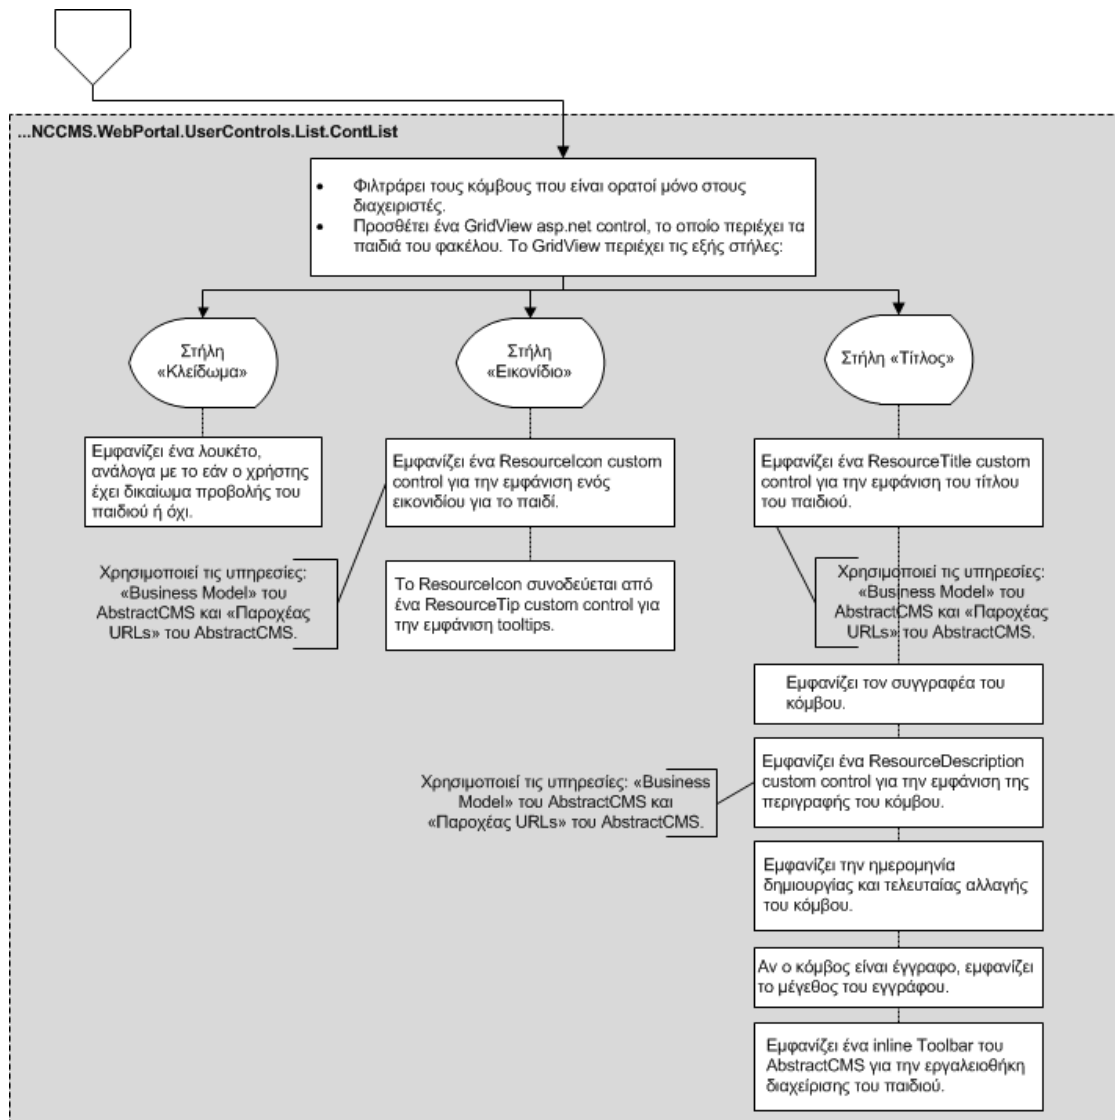 ...NCCMS.WebPortal.UserControls.List.ContList
• Φιλτράρει τους κόμβους που είναι ορατοί μόνο στους
διαχειριστές.
• Προσθέτει ένα GridView asp.net control, το οποίο περιέχει τα
παιδιά του φακέλου. Το GridView περιέχει τις εξής στήλες:
Στήλη
«Κλείδωμα»
Στήλη
«Εικονίδιο»
Στήλη «Τίτλος»
Εμφανίζει ένα λουκέτο,
ανάλογα με το εάν ο χρήστης
έχει δικαίωμα προβολής του
παιδιού ή όχι.
Εμφανίζει ένα ResourceIcon custom
control για την εμφάνιση ενός
εικονιδίου για το παιδί.
Εμφανίζει ένα ResourceTitle custom
control για την εμφάνιση του τίτλου
του παιδιού.
Χρησιμοποιεί τις υπηρεσίες:
«Business Model» του
AbstractCMS και «Παροχέας
URLs» του AbstractCMS.
Το ResourceIcon συνοδεύεται από
ένα ResourceTip custom control για
την εμφάνιση tooltips.
Χρησιμοποιεί τις υπηρεσίες:
«Business Model» του
AbstractCMS και «Παροχέας
URLs» του AbstractCMS.
Εμφανίζει τον συγγραφέα του
κόμβου.
Χρησιμοποιεί τις υπηρεσίες: «Business
Model» του AbstractCMS και
«Παροχέας URLs» του AbstractCMS.
Εμφανίζει ένα ResourceDescription
custom control για την εμφάνιση της
περιγραφής του κόμβου.
Εμφανίζει την ημερομηνία
δημιουργίας και τελευταίας αλλαγής
του κόμβου.
Αν ο κόμβος είναι έγγραφο, εμφανίζει
το μέγεθος του εγγράφου.
Εμφανίζει ένα inline Toolbar του
AbstractCMS για την εργαλειοθήκη
διαχείρισης του παιδιού.